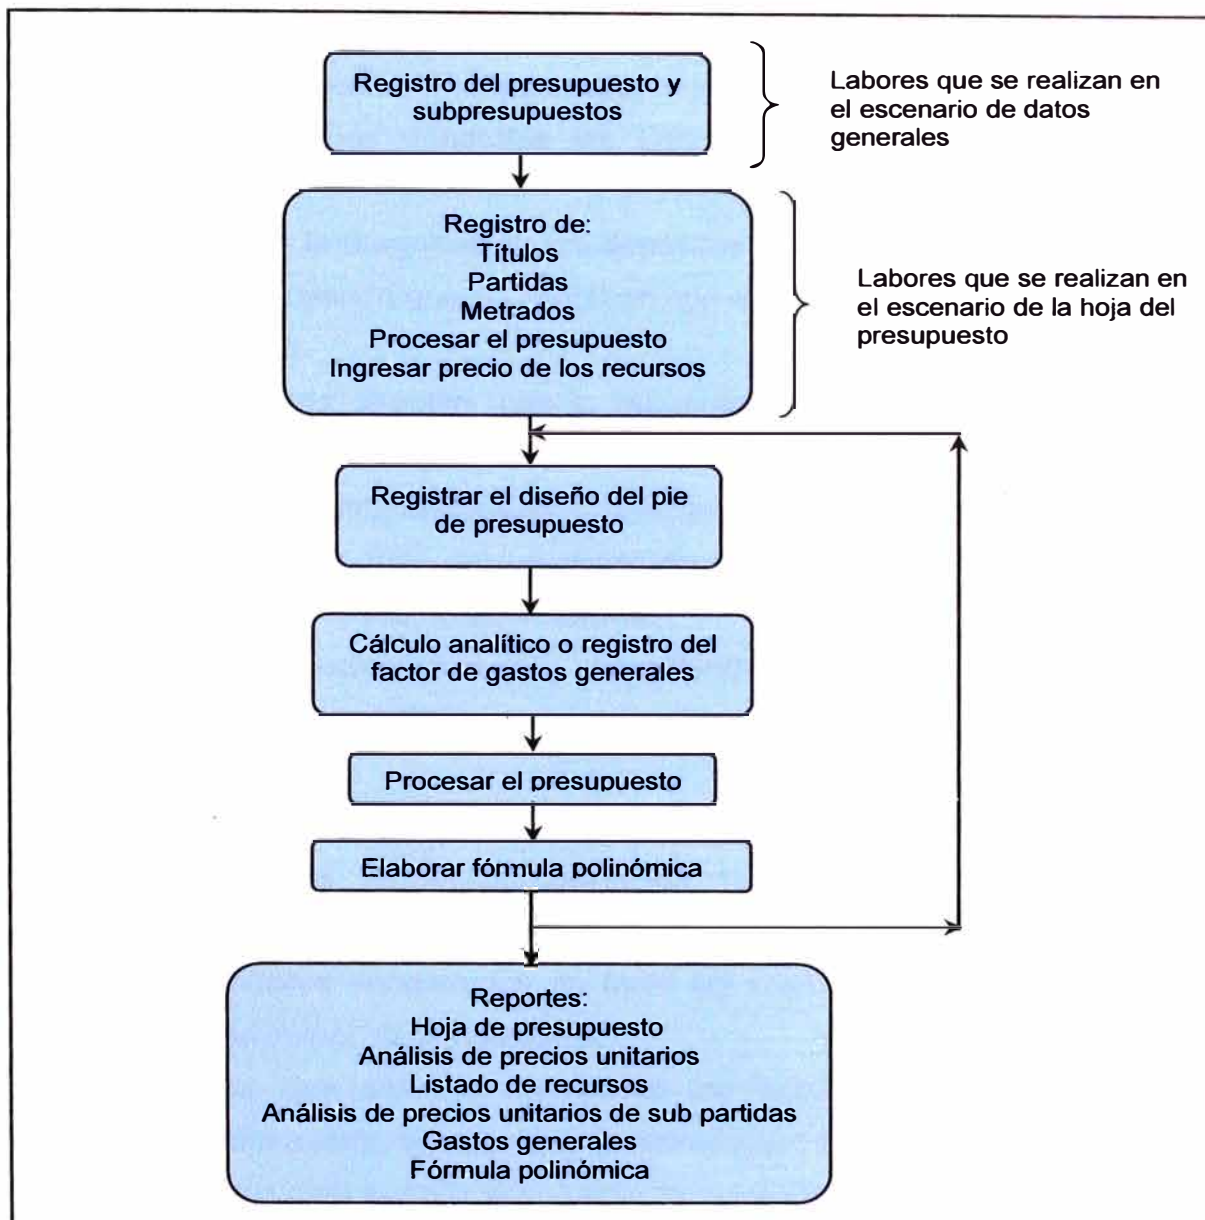 Registro del presupuesto y
subpresupuestos
Labores que se realizan en
el escenario de datos
generales
Registro de:
Títulos
Partidas
Metrados
Procesar el presupuesto
Ingresar precio de los recursos
Labores que se realizan en
el escenario de la hoja del
presupuesto
Registrar el diseño del pie
de presupuesto
Cálculo analítico o registro del
factor de gastos generales
Procesar el presupuesto
Elaborar fórmula polinómica
Reportes:
Hoja de presupuesto
Análisis de precios unitarios
Listado de recursos
Análisis de precios unitarios de sub partidas
Gastos generales
Fórmula polinómica